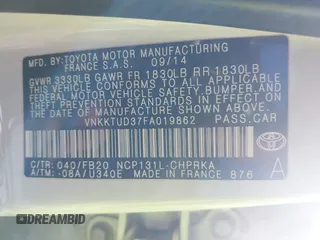 MFD.BY:TOYOTA MOTOR MANUFACTURING
FRANCE S.A.S. 09/14
GVWR 3330LB GAWR FR 1830LB RR 1830LB
THIS VEHICLE CONFORMS TO ALL APPLICABLE
FEDERAL MOTOR VEHICLE SAFETY, BUMPER, AND
THEFT PREVENTION STANDARDS IN EFFECT ON
THE DATE OF MANUFACTURE SHOWN ABOVE.
VNKKTUD37FA019862 PASS.CAR
C/TR: 040/FB20 NCP131L-CHPRKA
A/TM: -06A/U340E
MADE IN FRANCE 876 A
DREAMBID